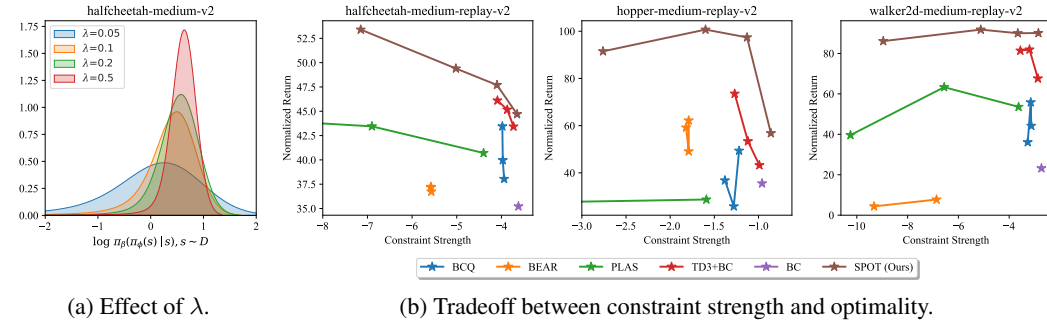 halfcheetah-medium-v2
λ=0.05
λ=0.1
λ=0.2
λ=0.5
1.75
1.50
1.25
1.00
0.75
0.50
0.25
0.00
-2 -1 0 1 2
log πβ(πϕ(s) | s), s ~ D
halfcheetah-medium-replay-v2
Normalized Return
52.5
50.0
47.5
45.0
42.5
40.0
37.5
35.0
−8 −7 −6 −5 −4
Constraint Strength
hopper-medium-replay-v2
Normalized Return
100
80
60
40
−3.0 −2.5 −2.0 −1.5 −1.0
Constraint Strength
walker2d-medium-replay-v2
Normalized Return
100
80
60
40
20
0
−10 −8 −6 −4
Constraint Strength
BCQ BEAR PLAS TD3+BC BC SPOT (Ours)
(a) Effect of λ.
(b) Tradeoff between constraint strength and optimality.